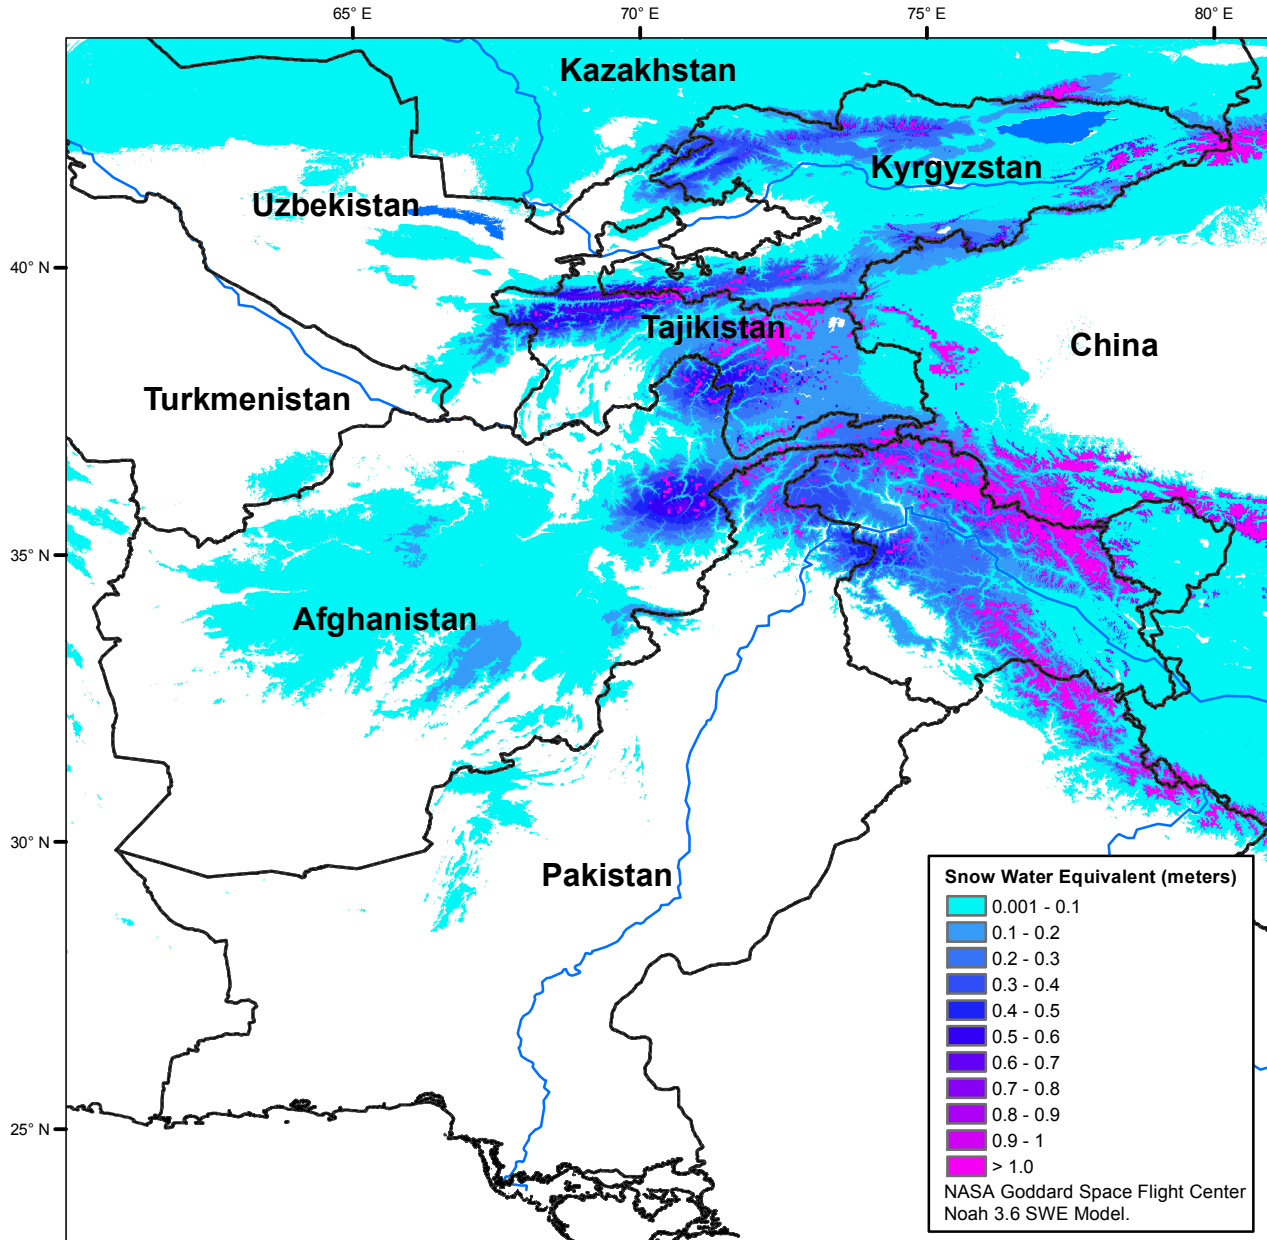 65° E
70° E
75° E
80° E
Kazakhstan
Kyrgyzstan
Uzbekistan
40° N
Tajikistan
China
Turkmenistan
35° N
Afghanistan
30° N
Pakistan
25° N
Snow Water Equivalent (meters)
0.001 - 0.1
0.1 - 0.2
0.2 - 0.3
0.3 - 0.4
0.4 - 0.5
0.5 - 0.6
0.6 - 0.7
0.7 - 0.8
0.8 - 0.9
0.9 - 1
> 1.0
NASA Goddard Space Flight Center
Noah 3.6 SWE Model.